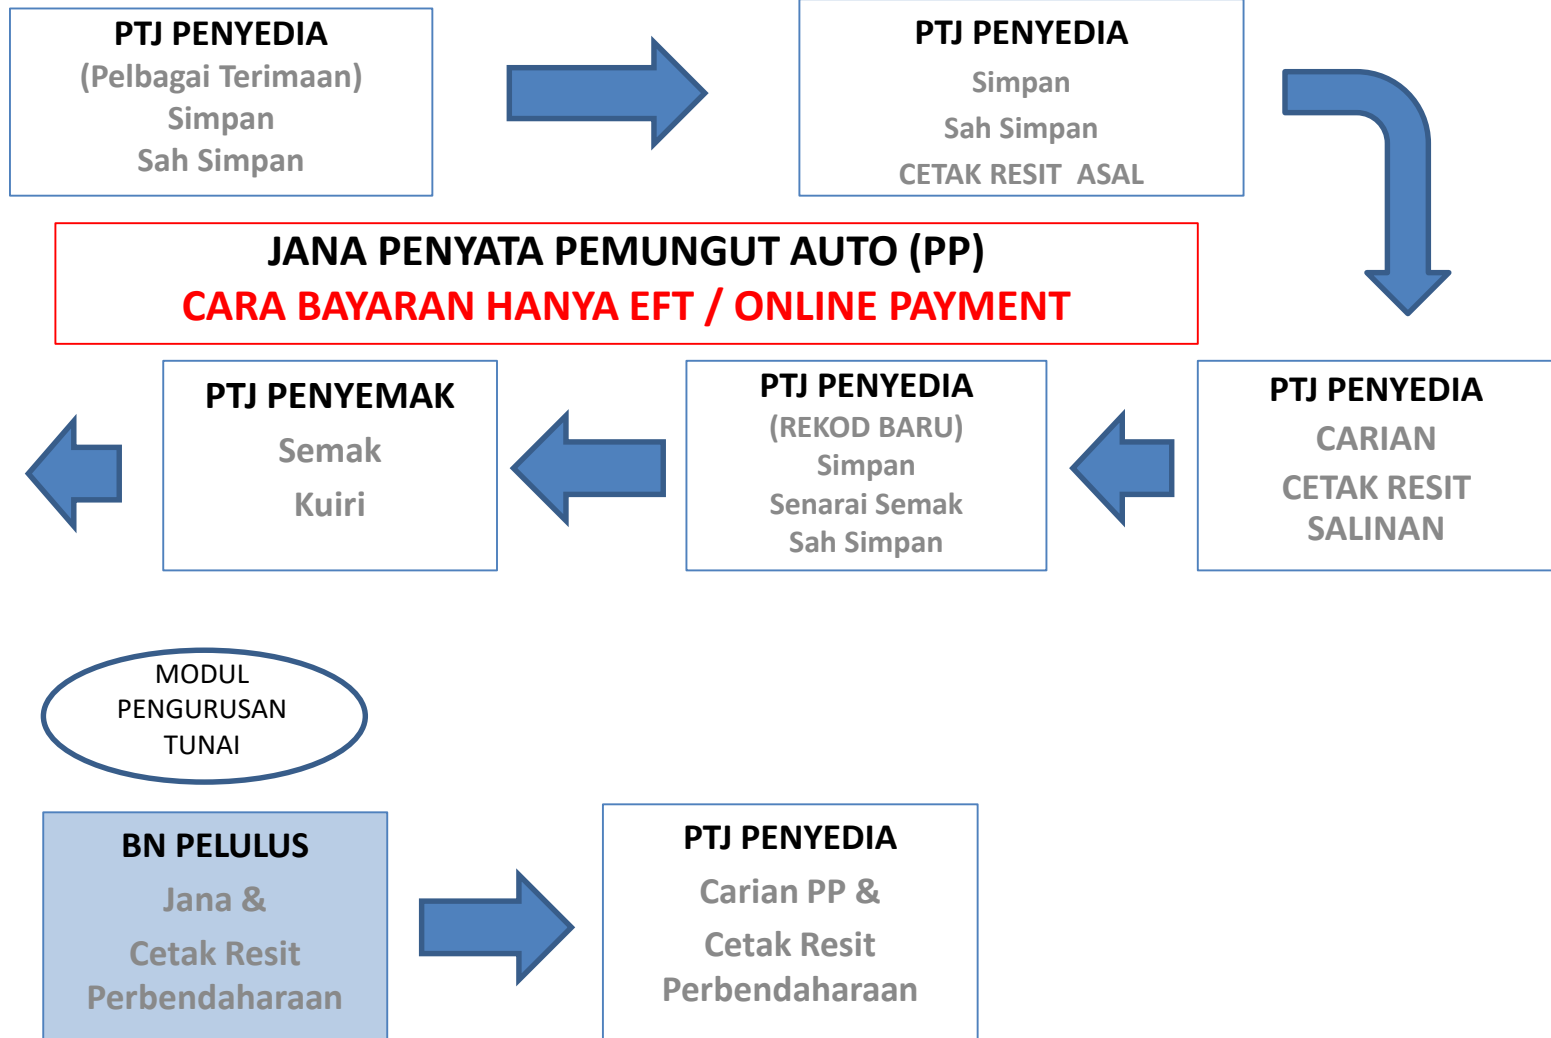 PTJ PENYEDIA
(Pelbagai Terimaan)
Simpan
Sah Simpan
PTJ PENYEDIA
Simpan
Sah Simpan
CETAK RESIT ASAL
JANA PENYATA PEMUNGUT AUTO (PP)
CARA BAYARAN HANYA EFT / ONLINE PAYMENT
PTJ PENYEMAK
Semak
Kuiri
PTJ PENYEDIA
(REKOD BARU)
Simpan
Senarai Semak
Sah Simpan
PTJ PENYEDIA
CARIAN
CETAK RESIT
SALINAN
MODUL
PENGURUSAN
TUNAI
BN PELULUS
Jana &
Cetak Resit
Perbendaharaan
PTJ PENYEDIA
Carian PP &
Cetak Resit
Perbendaharaan